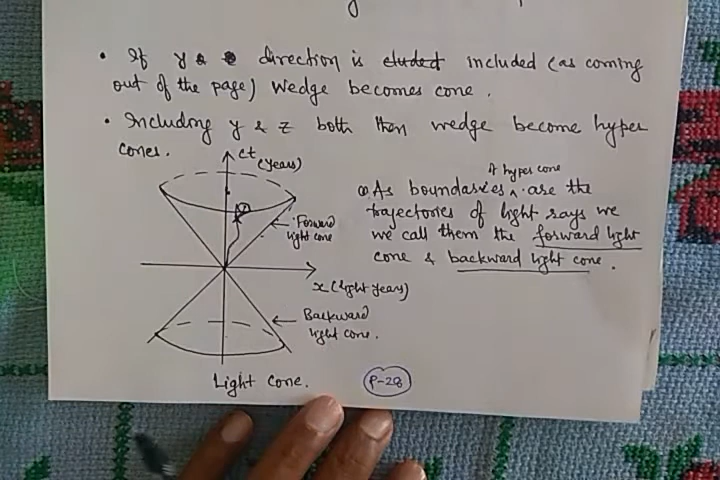 • If y direction is included (as coming
out of the page) wedge becomes cone.
• Including y & z both then wedge become hyper
cones.
ct (years)
Forward
light cone
x (light years)
Backward
light cone.
Light cone.
P-28
A hyper cone
As boundaries are the
trajectories of light rays we
we call them the forward light
cone & backward light cone.